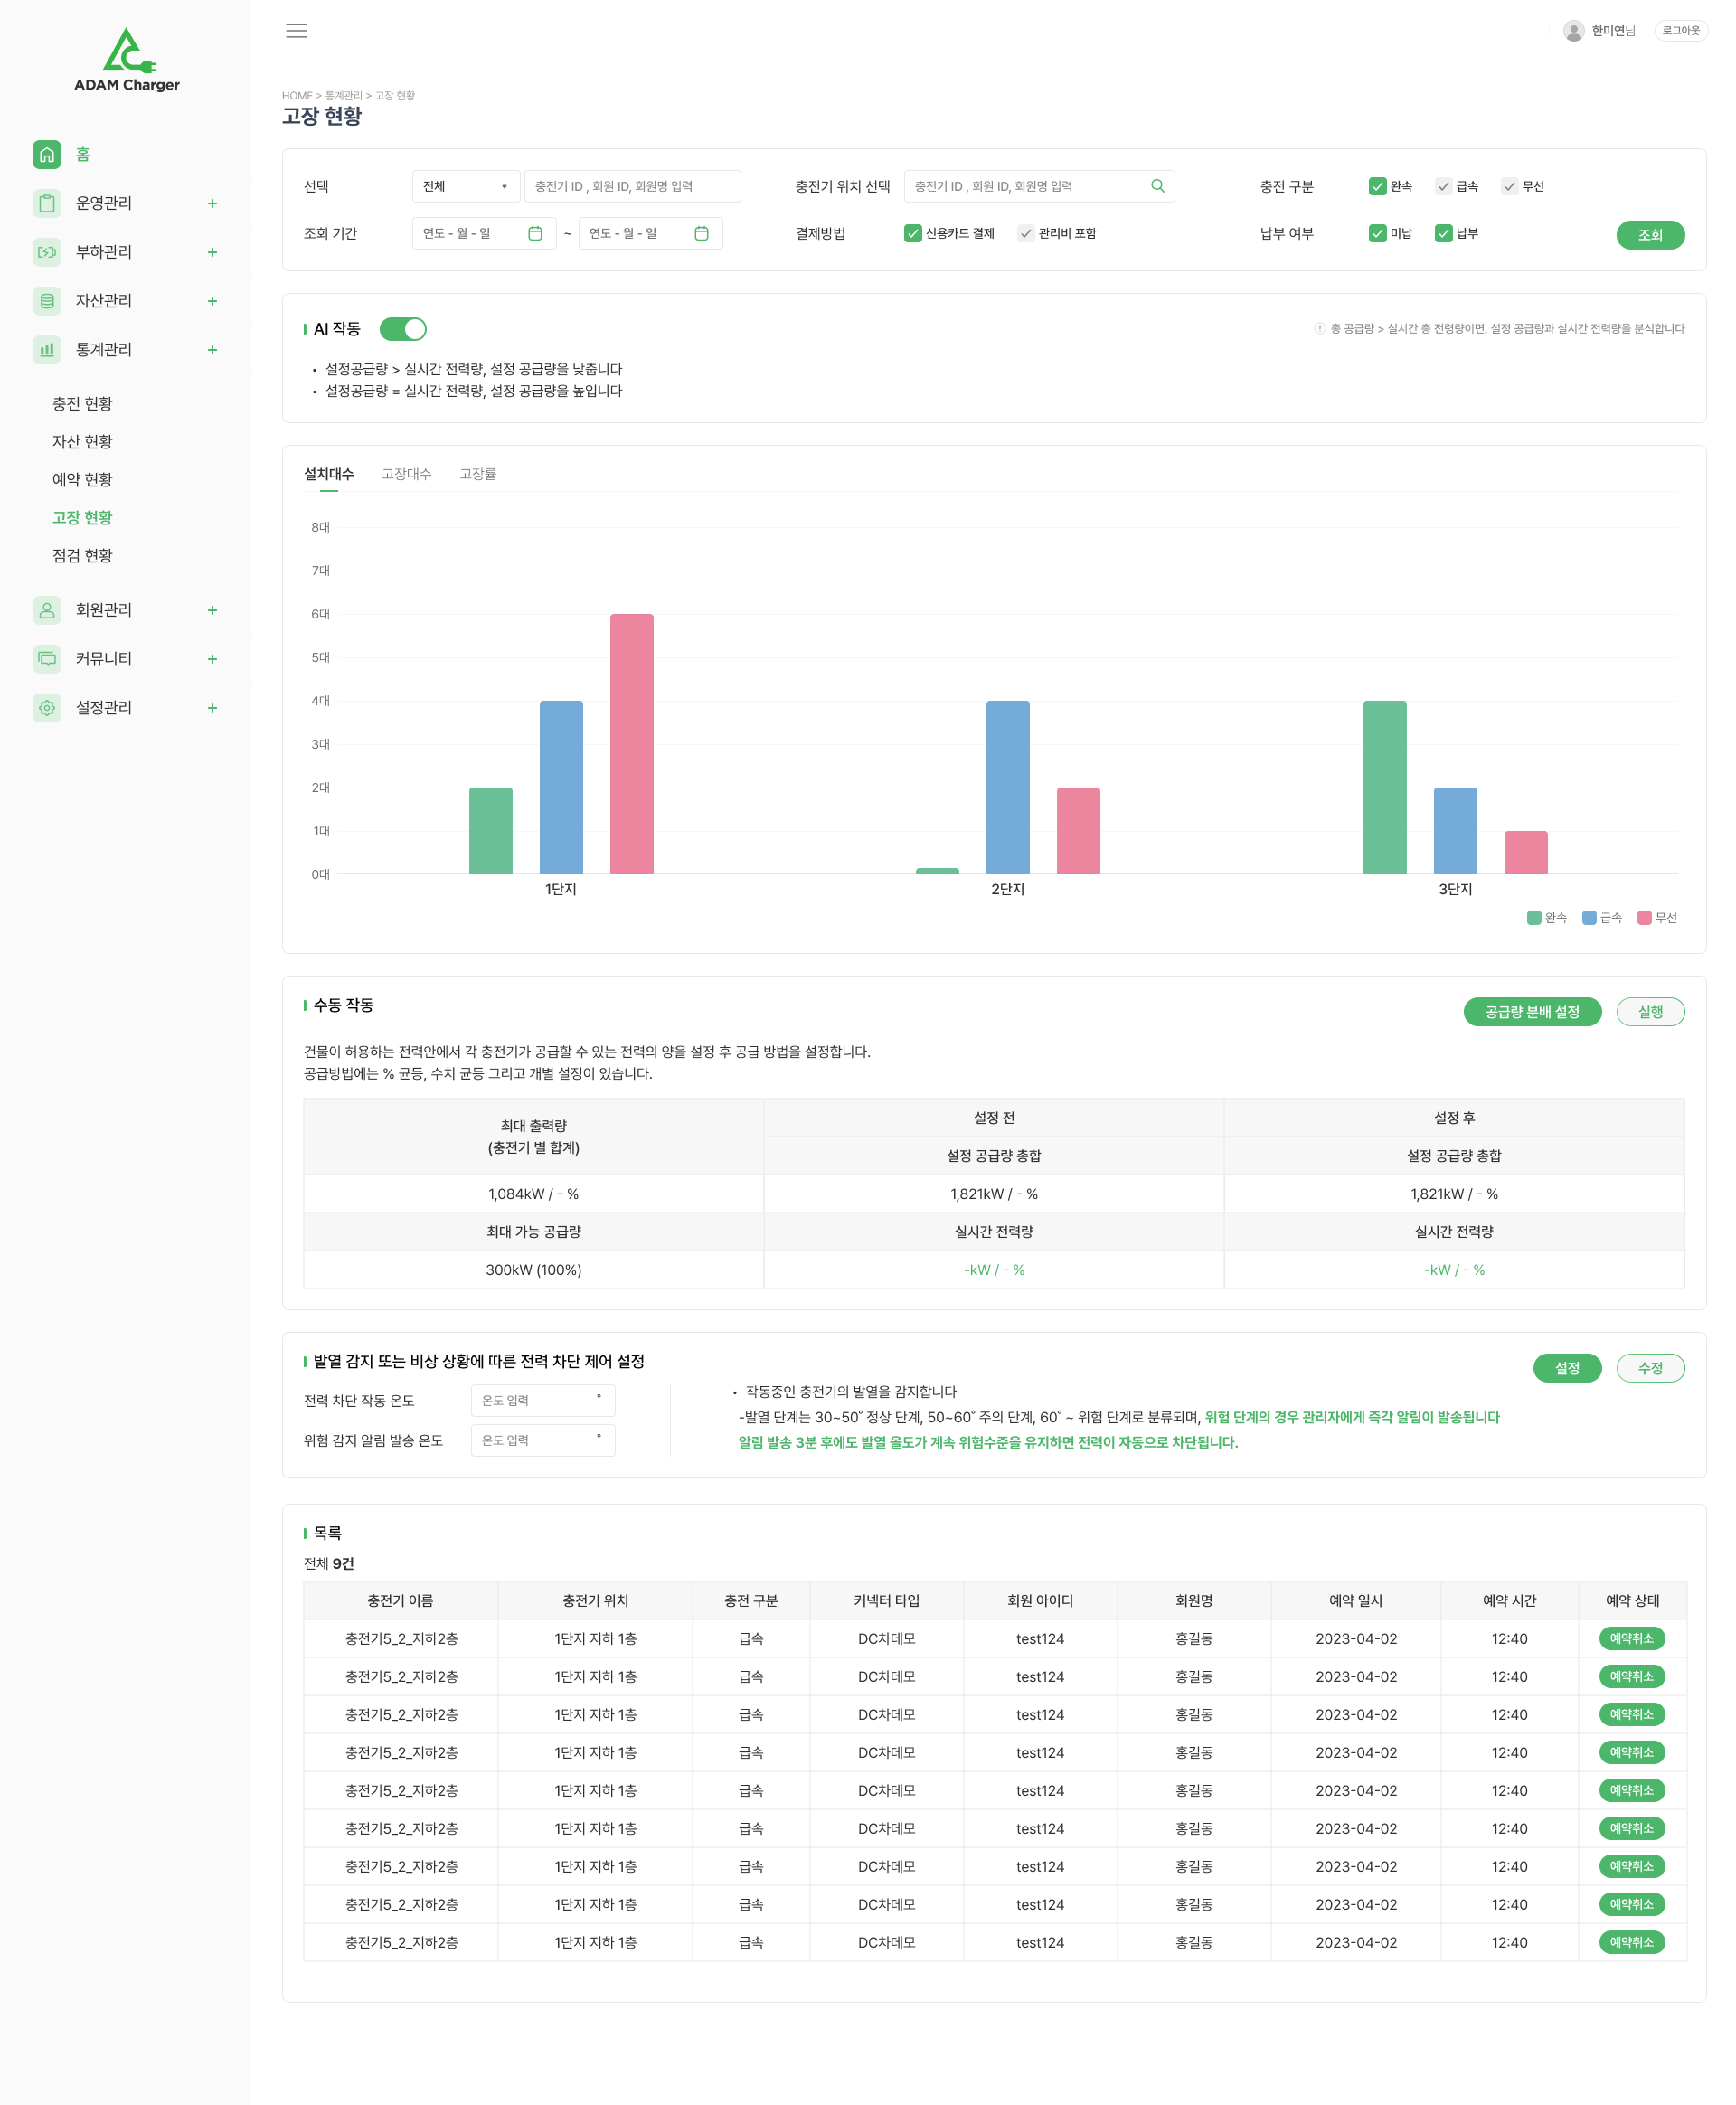 ADAM Charger
홈
운영관리 +
부하관리 +
자산관리 +
통계관리 +
충전 현황
자산 현황
예약 현황
고장 현황
점검 현황
회원관리 +
커뮤니티 +
설정관리 +
한미연님 로그아웃
HOME > 통계관리 > 고장 현황
고장 현황
선택 전체 충전기 ID , 회원 ID, 회원명 입력 충전기 위치 선택 충전기 ID , 회원 ID, 회원명 입력 충전 구분 완속 급속 무선
조회 기간 연도 - 월 - 일 ~ 연도 - 월 - 일 결제방법 신용카드 결제 관리비 포함 납부 여부 미납 납부 조회
AI 작동 총 공급량 > 실시간 총 전령량이면, 설정 공급량과 실시간 전력량을 분석합니다
• 설정공급량 > 실시간 전력량, 설정 공급량을 낮춥니다
• 설정공급량 = 실시간 전력량, 설정 공급량을 높입니다
설치대수 고장대수 고장률
8대
7대
6대
5대
4대
3대
2대
1대
0대
1단지 2단지 3단지
완속 급속 무선
수동 작동 공급량 분배 설정 실행
건물이 허용하는 전력안에서 각 충전기가 공급할 수 있는 전력의 양을 설정 후 공급 방법을 설정합니다.
공급방법에는 % 균등, 수치 균등 그리고 개별 설정이 있습니다.
최대 출력량 설정 전 설정 후
(충전기 별 합계) 설정 공급량 총합 설정 공급량 총합
1,084kW / - % 1,821kW / - % 1,821kW / - %
최대 가능 공급량 실시간 전력량 실시간 전력량
300kW (100%) -kW / - % -kW / - %
발열 감지 또는 비상 상황에 따른 전력 차단 제어 설정 설정 수정
전력 차단 작동 온도 온도 입력 °
위험 감지 알림 발송 온도 온도 입력 °
• 작동중인 충전기의 발열을 감지합니다
-발열 단계는 30~50˚ 정상 단계, 50~60˚ 주의 단계, 60˚ ~ 위험 단계로 분류되며, 위험 단계의 경우 관리자에게 즉각 알림이 발송됩니다
알림 발송 3분 후에도 발열 올도가 계속 위험수준을 유지하면 전력이 자동으로 차단됩니다.
목록
전체 9건
충전기 이름 충전기 위치 충전 구분 커넥터 타입 회원 아이디 회원명 예약 일시 예약 시간 예약 상태
충전기5_2_지하2층 1단지 지하 1층 급속 DC차데모 test124 홍길동 2023-04-02 12:40 예약취소
충전기5_2_지하2층 1단지 지하 1층 급속 DC차데모 test124 홍길동 2023-04-02 12:40 예약취소
충전기5_2_지하2층 1단지 지하 1층 급속 DC차데모 test124 홍길동 2023-04-02 12:40 예약취소
충전기5_2_지하2층 1단지 지하 1층 급속 DC차데모 test124 홍길동 2023-04-02 12:40 예약취소
충전기5_2_지하2층 1단지 지하 1층 급속 DC차데모 test124 홍길동 2023-04-02 12:40 예약취소
충전기5_2_지하2층 1단지 지하 1층 급속 DC차데모 test124 홍길동 2023-04-02 12:40 예약취소
충전기5_2_지하2층 1단지 지하 1층 급속 DC차데모 test124 홍길동 2023-04-02 12:40 예약취소
충전기5_2_지하2층 1단지 지하 1층 급속 DC차데모 test124 홍길동 2023-04-02 12:40 예약취소
충전기5_2_지하2층 1단지 지하 1층 급속 DC차데모 test124 홍길동 2023-04-02 12:40 예약취소